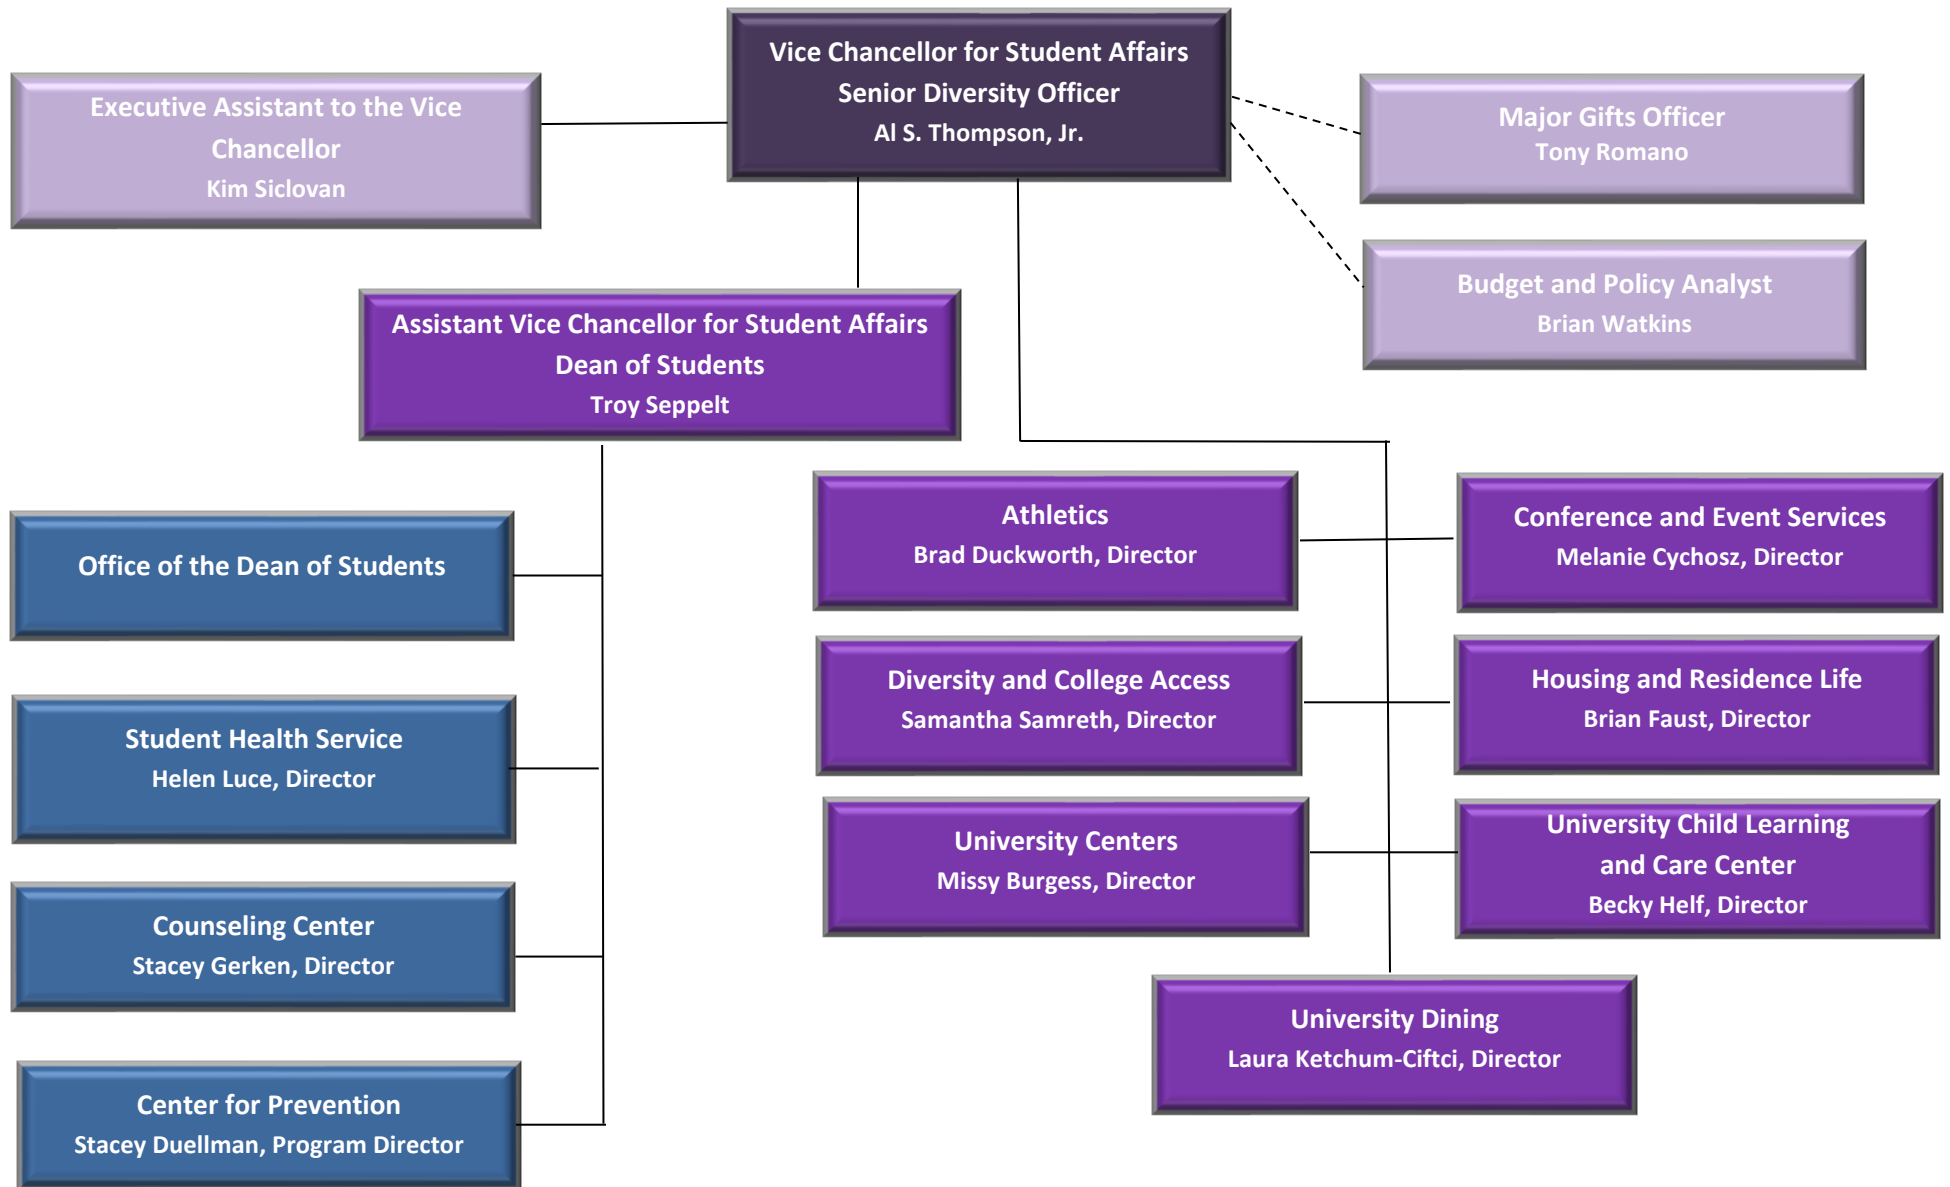 Vice Chancellor for Student Affairs
Senior Diversity Officer
Al S. Thompson, Jr.
Executive Assistant to the Vice
Chancellor
Kim Siclovan
Major Gifts Officer
Tony Romano
Budget and Policy Analyst
Brian Watkins
Assistant Vice Chancellor for Student Affairs
Dean of Students
Troy Seppelt
Office of the Dean of Students
Student Health Service
Helen Luce, Director
Counseling Center
Stacey Gerken, Director
Center for Prevention
Stacey Duellman, Program Director
Athletics
Brad Duckworth, Director
Conference and Event Services
Melanie Cychosz, Director
Diversity and College Access
Samantha Samreth, Director
Housing and Residence Life
Brian Faust, Director
University Centers
Missy Burgess, Director
University Child Learning
and Care Center
Becky Helf, Director
University Dining
Laura Ketchum-Ciftci, Director